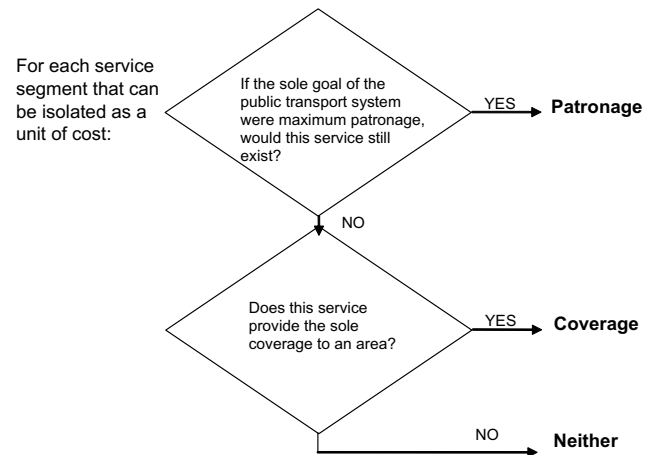 For each service
segment that can
be isolated as a
unit of cost:
If the sole goal of the
public transport system
were maximum patronage,
would this service still
exist?
YES
Patronage
NO
Does this service
provide the sole
coverage to an area?
YES
Coverage
NO
Neither